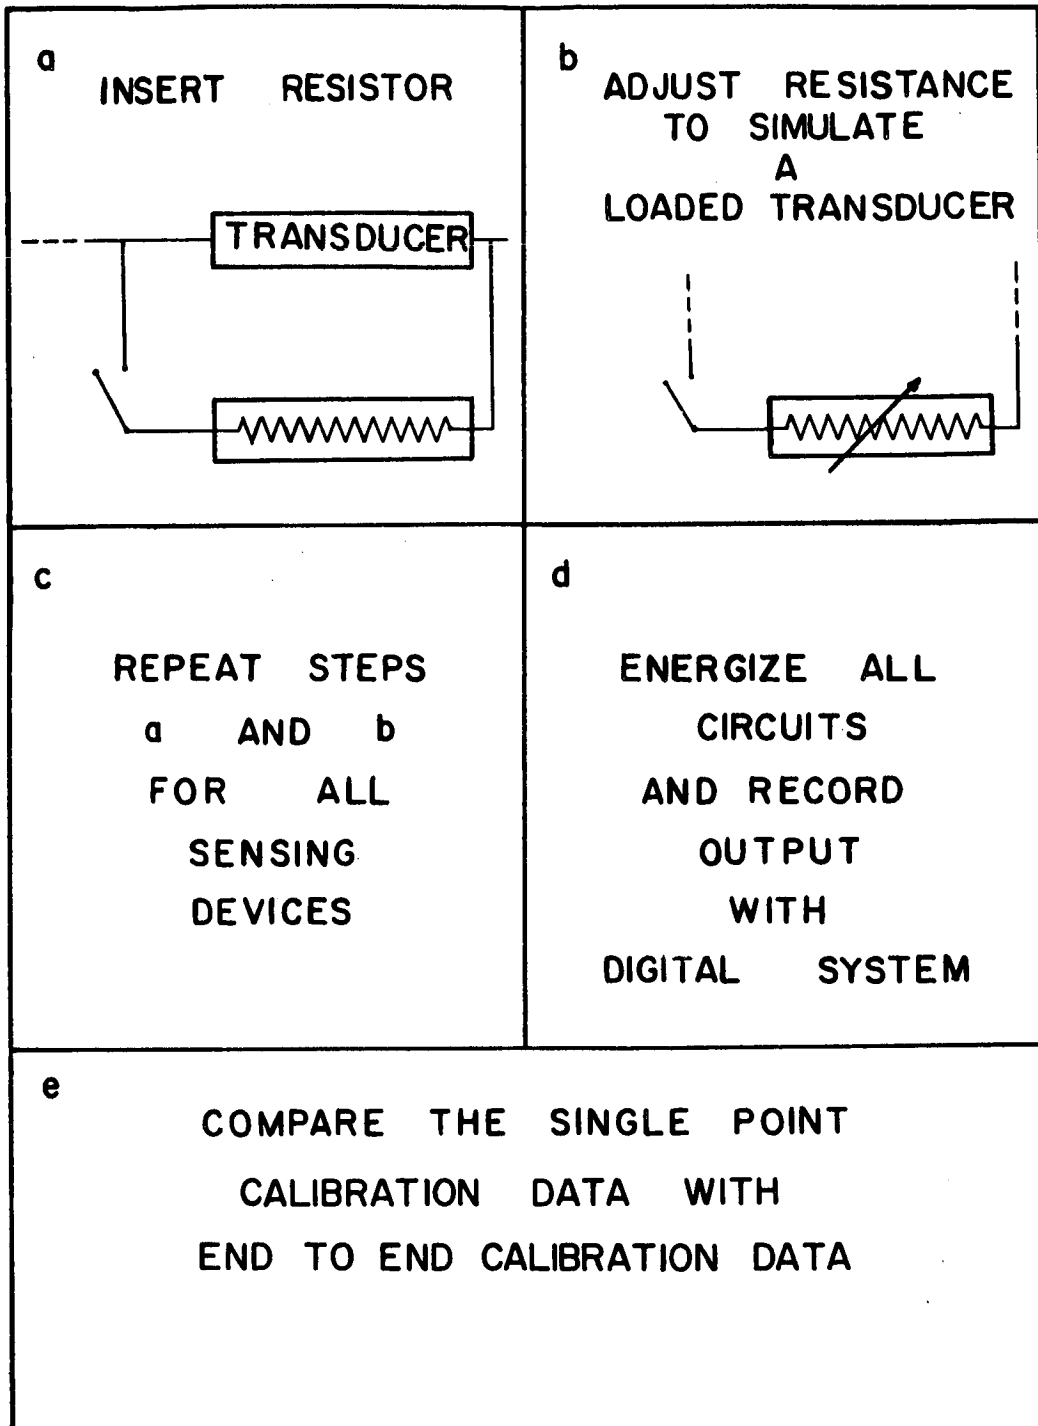 a
INSERT RESISTOR
TRANSDUCER
b
ADJUST RESISTANCE
TO SIMULATE
A
LOADED TRANSDUCER
c
REPEAT STEPS
a AND b
FOR ALL
SENSING
DEVICES
d
ENERGIZE ALL
CIRCUITS
AND RECORD
OUTPUT
WITH
DIGITAL SYSTEM
e
COMPARE THE SINGLE POINT
CALIBRATION DATA WITH
END TO END CALIBRATION DATA